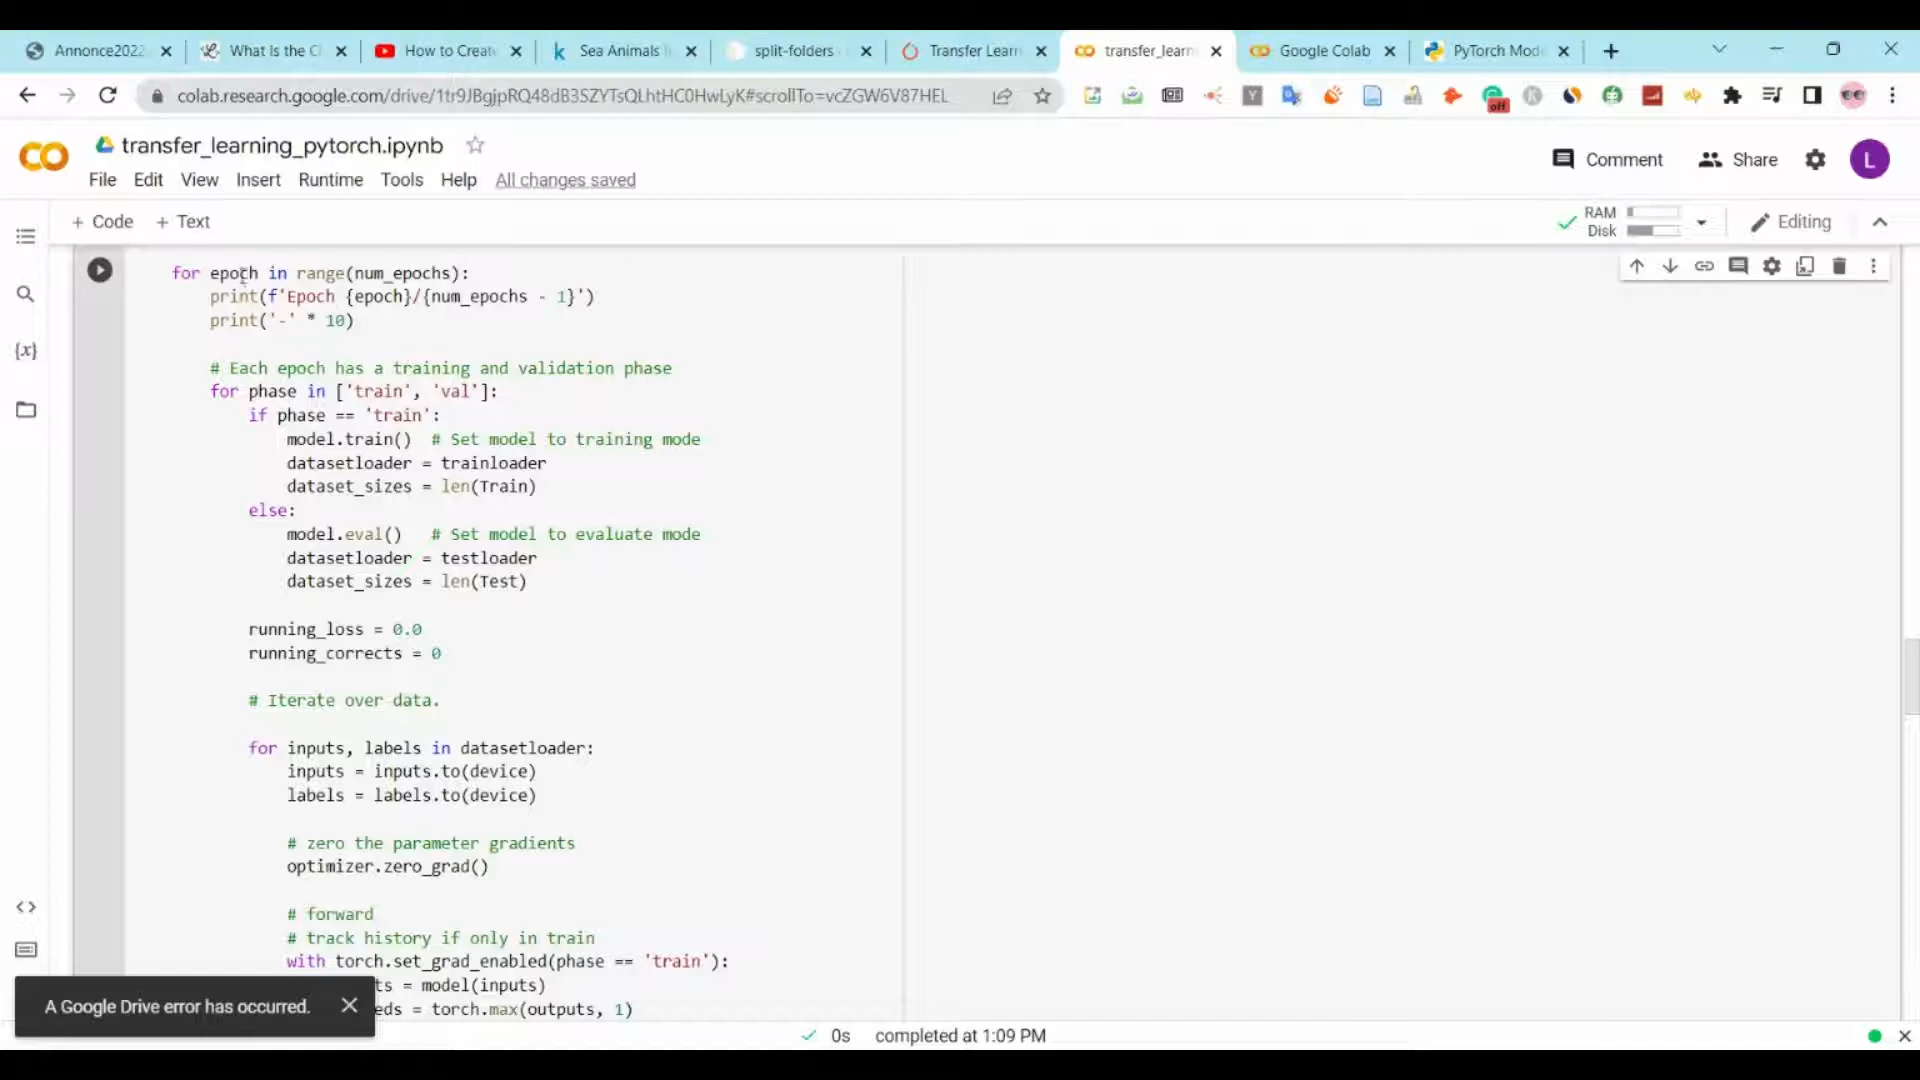 Annonce2022
What Is the C
How to Create
Sea Animals I
split-folders
Transfer Learn
transfer_learn
Google Colab
PyTorch Mode
colab.research.google.com/drive/1tr9JBgjpRQ48dB3SZYTsQLhtHC0HwLyK#scrollTo=vcZGW6V87HEL
off
transfer_learning_pytorch.ipynb
Comment
Share
L
File Edit View Insert Runtime Tools Help All changes saved
+ Code + Text
RAM
Disk
Editing
for epoch in range(num_epochs):
print(f'Epoch {epoch}/{num_epochs - 1}')
print('-' * 10)
# Each epoch has a training and validation phase
for phase in ['train', 'val']:
if phase == 'train':
model.train()  # Set model to training mode
datasetloader = trainloader
dataset_sizes = len(Train)
else:
model.eval()   # Set model to evaluate mode
datasetloader = testloader
dataset_sizes = len(Test)
running_loss = 0.0
running_corrects = 0
# Iterate over data.
for inputs, labels in datasetloader:
inputs = inputs.to(device)
labels = labels.to(device)
# zero the parameter gradients
optimizer.zero_grad()
# forward
# track history if only in train
with torch.set_grad_enabled(phase == 'train'):
ts = model(inputs)
eds = torch.max(outputs, 1)
A Google Drive error has occurred.
0s completed at 1:09 PM